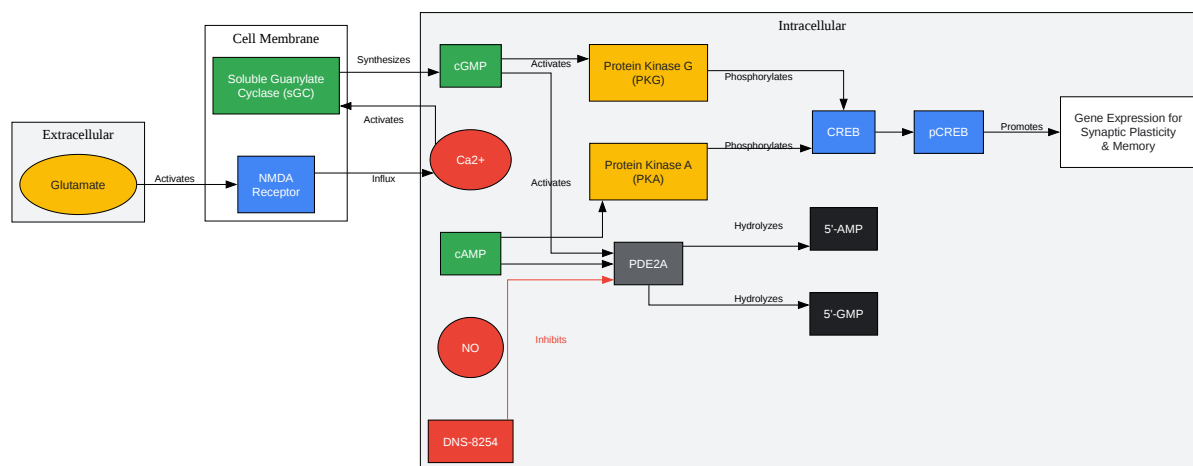 Intracellular
Cell Membrane
Soluble Guanylate
Cyclase (sGC)
Synthesizes
cGMP
Activates
Protein Kinase G
(PKG)
Phosphorylates
Activates
Extracellular
Glutamate
Activates
NMDA
Receptor
Influx
Ca2+
Activates
Protein Kinase A
(PKA)
Phosphorylates
CREB
pCREB
Promotes
Gene Expression for
Synaptic Plasticity
& Memory
cAMP
PDE2A
Hydrolyzes
5'-AMP
Hydrolyzes
5'-GMP
NO
Inhibits
DNS-8254